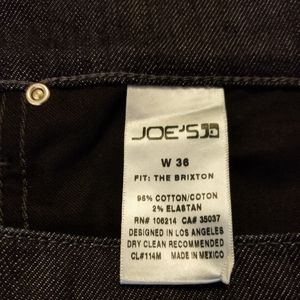 JOE'S
W 36
FIT: THE BRIXTON
98% COTTON/COTON
2% ELASTAN
RN# 106214 CA# 35037
DESIGNED IN LOS ANGELES
DRY CLEAN RECOMMENDED
CL#114M MADE IN MEXICO